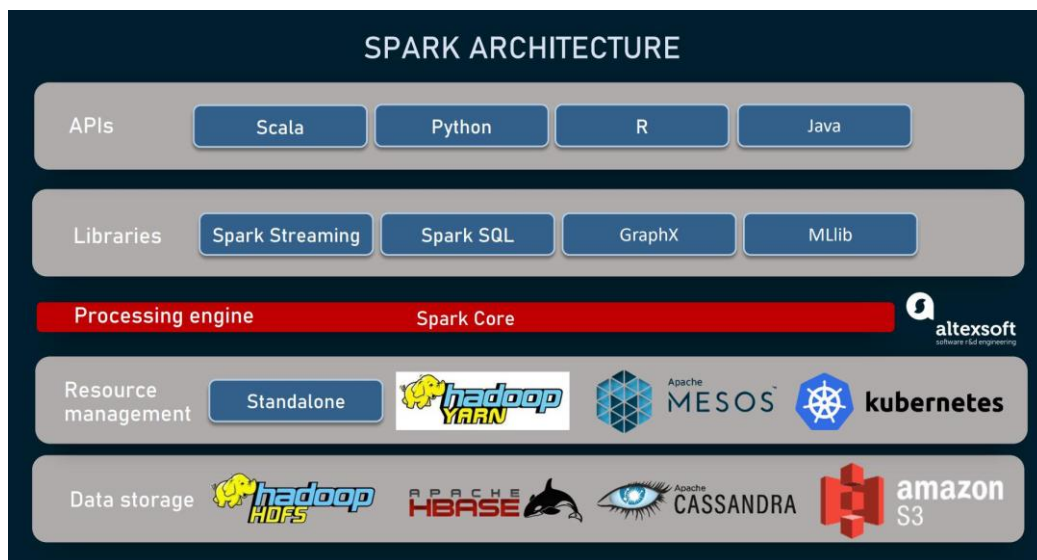 SPARK ARCHITECTURE
APIs
Scala
Python
R
Java
Libraries
Spark Streaming
Spark SQL
GraphX
MLlib
Processing engine
Spark Core
altexsoft
software r&d engineering
Resource
management
Standalone
hadoop
YARN
Apache
MESOS™
kubernetes
Data storage
hadoop
HDFS
APACHE
HBASE
Apache
CASSANDRA
amazon
S3